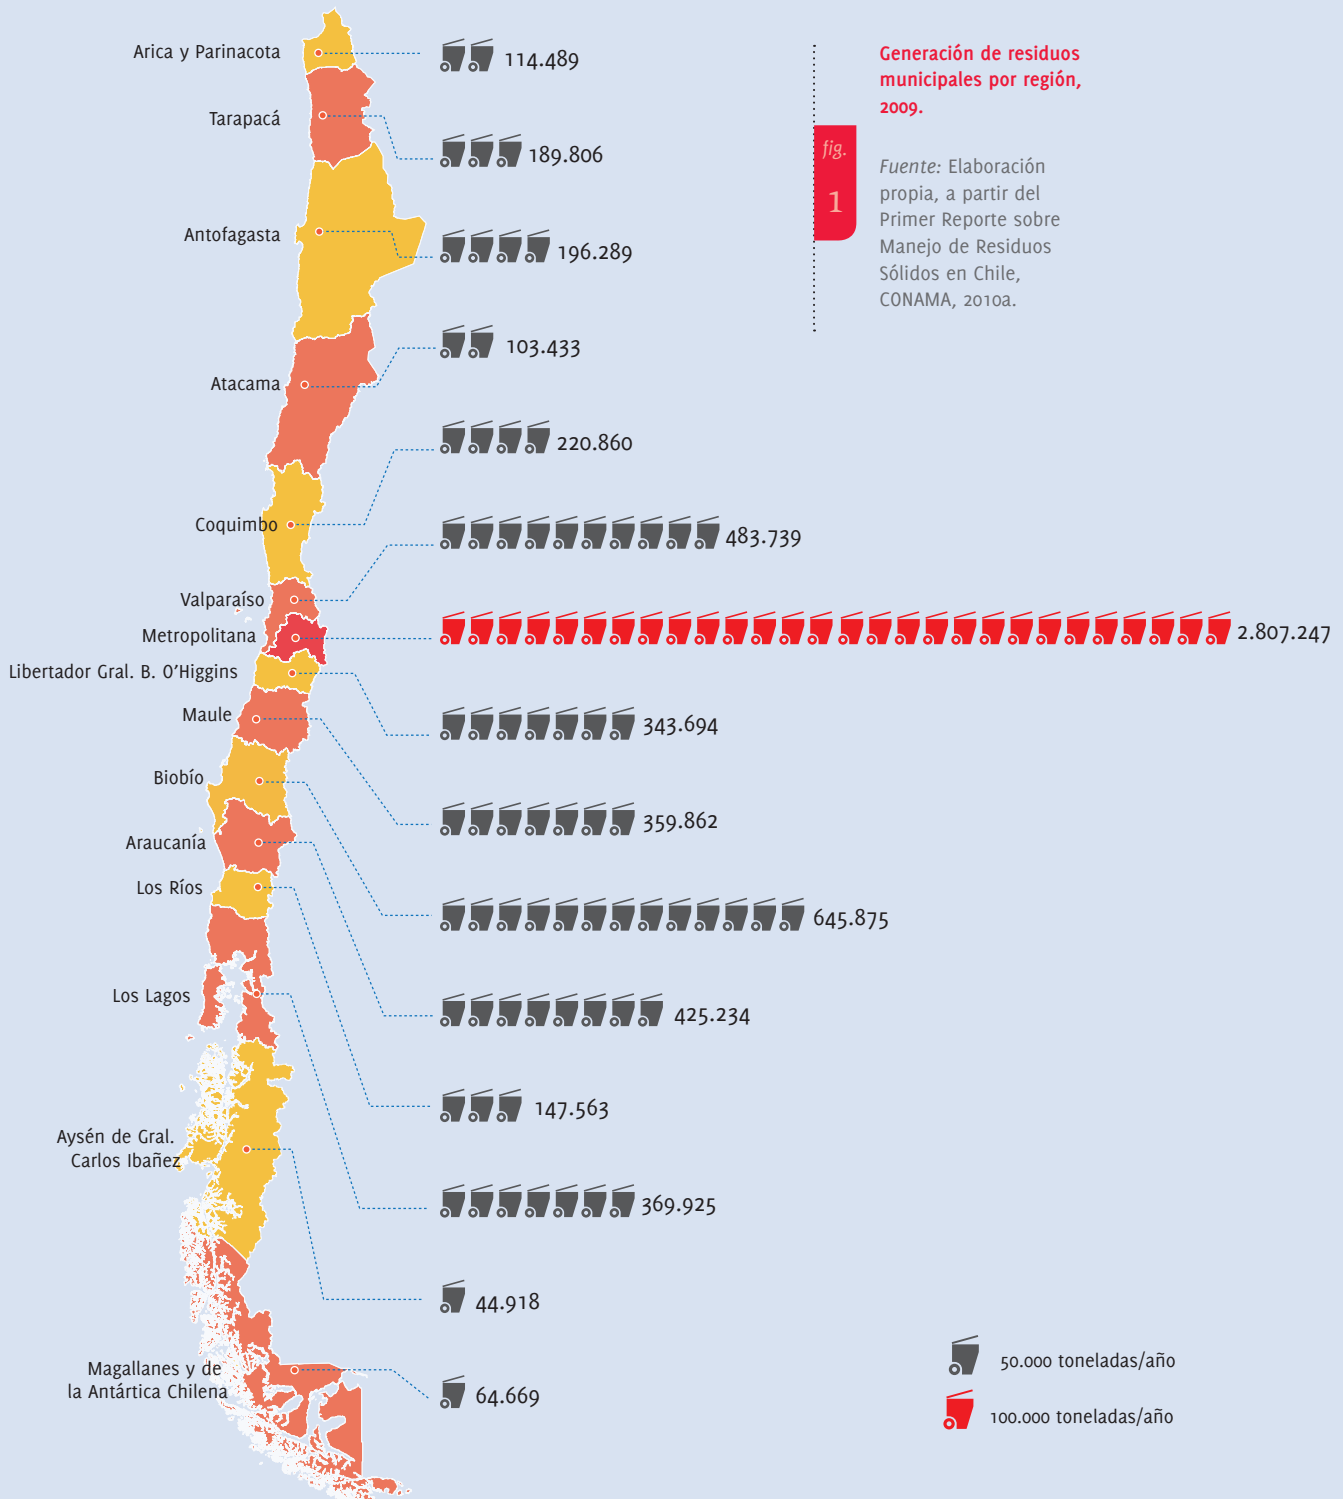 Generación de residuos
municipales por región,
2009.
fig.
1
Fuente: Elaboración
propia, a partir del
Primer Reporte sobre
Manejo de Residuos
Sólidos en Chile,
CONAMA, 2010a.
Arica y Parinacota
114.489
Tarapacá
189.806
Antofagasta
196.289
Atacama
103.433
Coquimbo
220.860
Valparaíso
483.739
Metropolitana
2.807.247
Libertador Gral. B. O'Higgins
343.694
Maule
359.862
Biobío
645.875
Araucanía
425.234
Los Ríos
147.563
Los Lagos
369.925
Aysén de Gral.
Carlos Ibañez
44.918
Magallanes y de
la Antártica Chilena
64.669
50.000 toneladas/año
100.000 toneladas/año